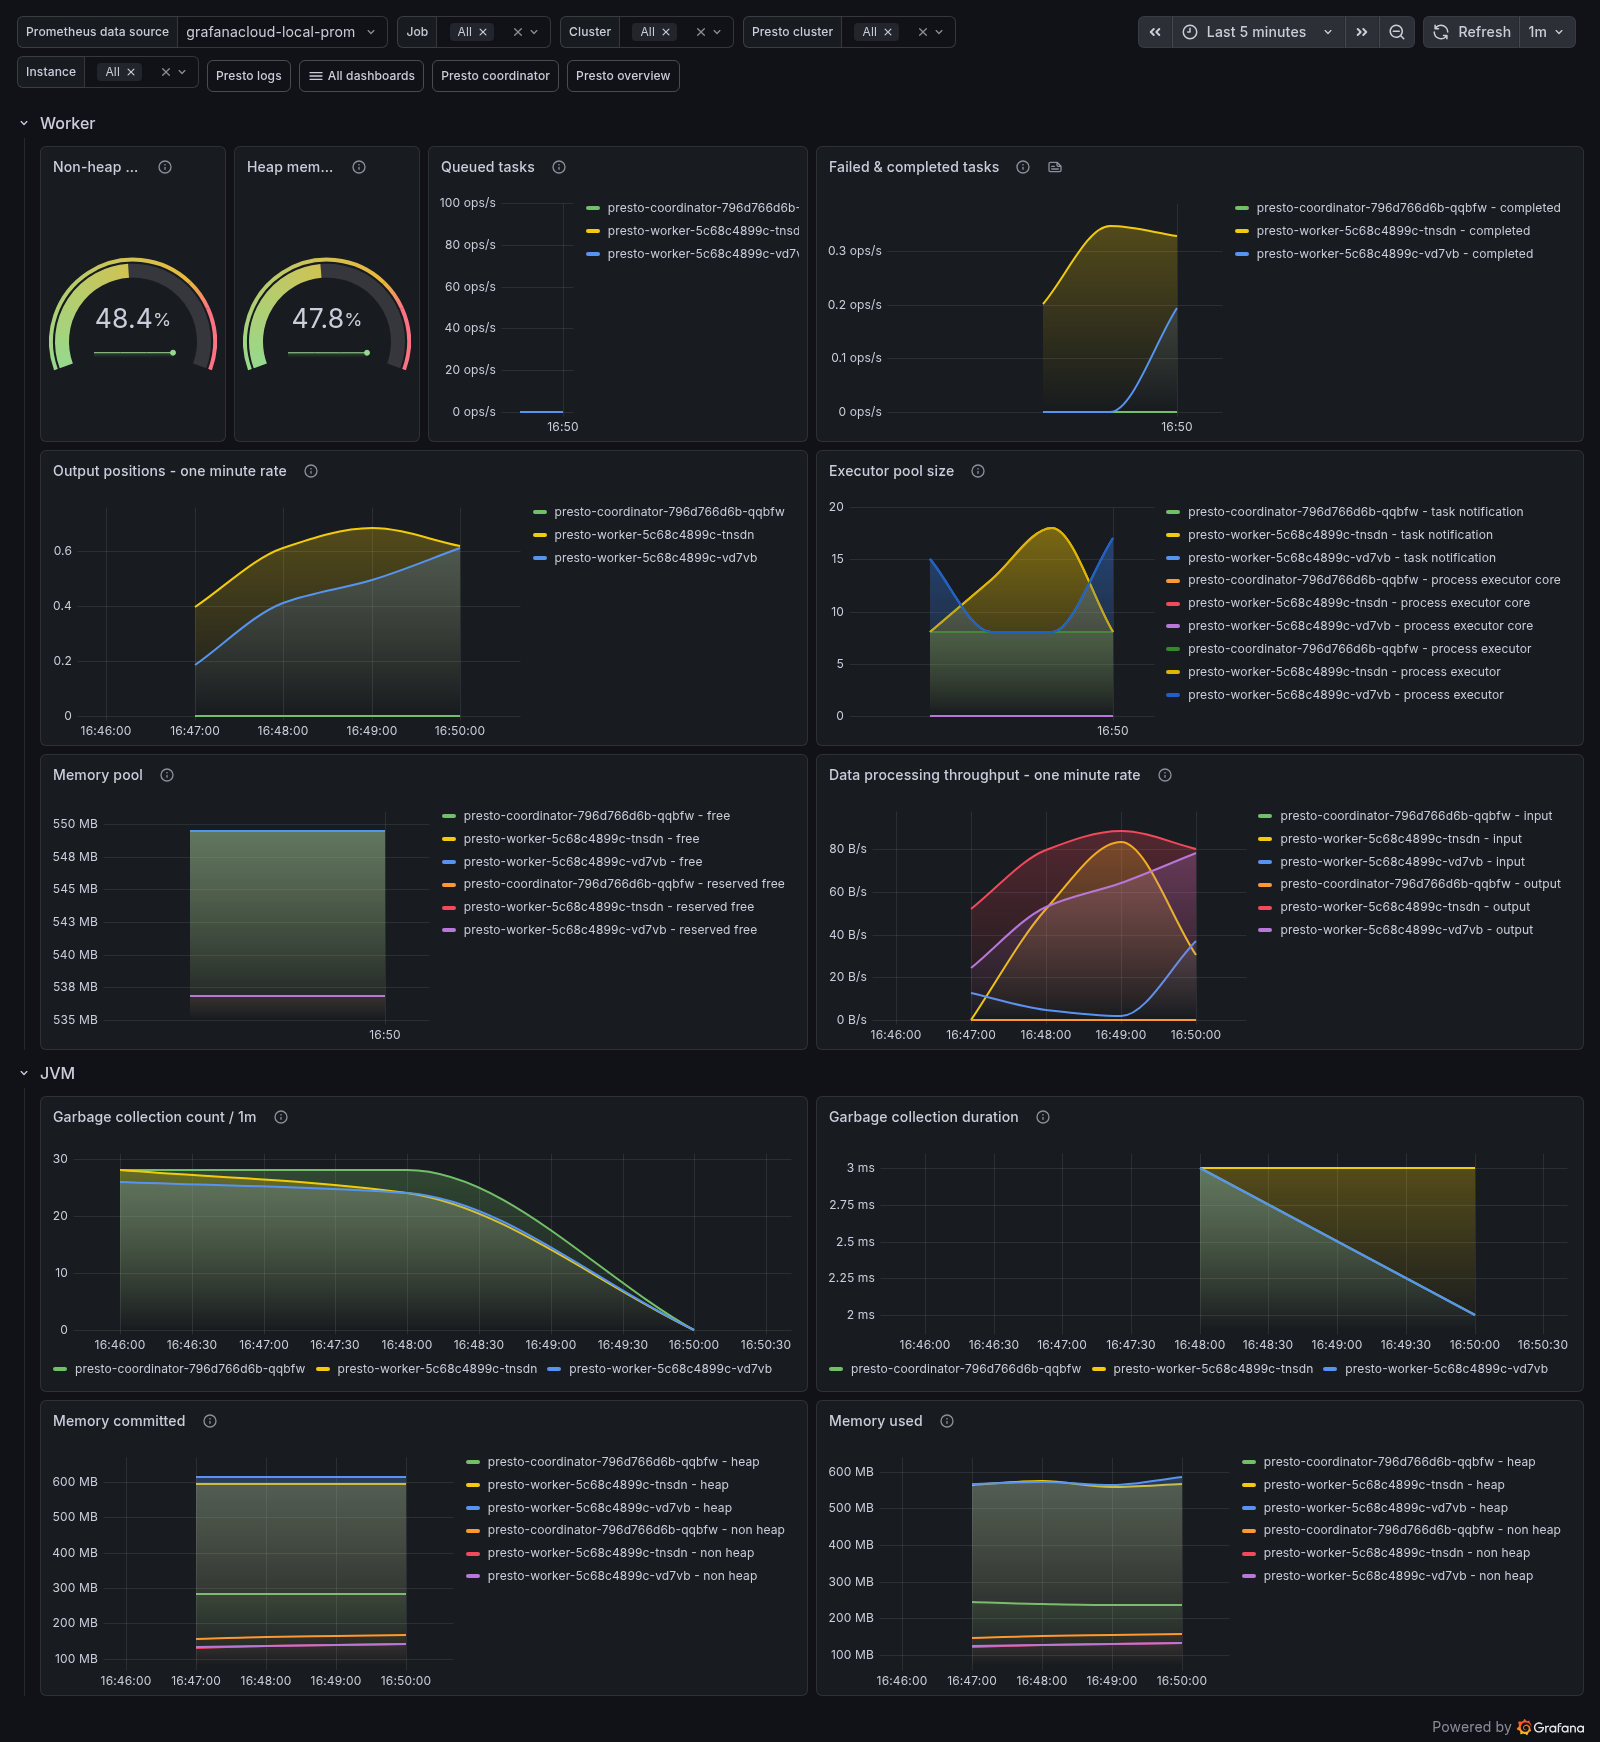 Prometheus data source grafanacloud-local-prom Job All Cluster All Presto cluster All Last 5 minutes Refresh 1m
Instance All Presto logs All dashboards Presto coordinator Presto overview
Worker
Non-heap ...
48.4%
Heap mem...
47.8%
Queued tasks
100 ops/s
80 ops/s
60 ops/s
40 ops/s
20 ops/s
0 ops/s
16:50
presto-coordinator-796d766d6b-
presto-worker-5c68c4899c-tnsd
presto-worker-5c68c4899c-vd7v
Failed & completed tasks
0.3 ops/s
0.2 ops/s
0.1 ops/s
0 ops/s
16:50
presto-coordinator-796d766d6b-qqbfw - completed
presto-worker-5c68c4899c-tnsdn - completed
presto-worker-5c68c4899c-vd7vb - completed
Output positions - one minute rate
0.6
0.4
0.2
0
16:46:00 16:47:00 16:48:00 16:49:00 16:50:00
presto-coordinator-796d766d6b-qqbfw
presto-worker-5c68c4899c-tnsdn
presto-worker-5c68c4899c-vd7vb
Executor pool size
20
15
10
5
0
16:50
presto-coordinator-796d766d6b-qqbfw - task notification
presto-worker-5c68c4899c-tnsdn - task notification
presto-worker-5c68c4899c-vd7vb - task notification
presto-coordinator-796d766d6b-qqbfw - process executor core
presto-worker-5c68c4899c-tnsdn - process executor core
presto-worker-5c68c4899c-vd7vb - process executor core
presto-coordinator-796d766d6b-qqbfw - process executor
presto-worker-5c68c4899c-tnsdn - process executor
presto-worker-5c68c4899c-vd7vb - process executor
Memory pool
550 MB
548 MB
545 MB
543 MB
540 MB
538 MB
535 MB
16:50
presto-coordinator-796d766d6b-qqbfw - free
presto-worker-5c68c4899c-tnsdn - free
presto-worker-5c68c4899c-vd7vb - free
presto-coordinator-796d766d6b-qqbfw - reserved free
presto-worker-5c68c4899c-tnsdn - reserved free
presto-worker-5c68c4899c-vd7vb - reserved free
Data processing throughput - one minute rate
80 B/s
60 B/s
40 B/s
20 B/s
0 B/s
16:46:00 16:47:00 16:48:00 16:49:00 16:50:00
presto-coordinator-796d766d6b-qqbfw - input
presto-worker-5c68c4899c-tnsdn - input
presto-worker-5c68c4899c-vd7vb - input
presto-coordinator-796d766d6b-qqbfw - output
presto-worker-5c68c4899c-tnsdn - output
presto-worker-5c68c4899c-vd7vb - output
JVM
Garbage collection count / 1m
30
20
10
0
16:46:00 16:46:30 16:47:00 16:47:30 16:48:00 16:48:30 16:49:00 16:49:30 16:50:00 16:50:30
presto-coordinator-796d766d6b-qqbfw presto-worker-5c68c4899c-tnsdn presto-worker-5c68c4899c-vd7vb
Garbage collection duration
3 ms
2.75 ms
2.5 ms
2.25 ms
2 ms
16:46:00 16:46:30 16:47:00 16:47:30 16:48:00 16:48:30 16:49:00 16:49:30 16:50:00 16:50:30
presto-coordinator-796d766d6b-qqbfw presto-worker-5c68c4899c-tnsdn presto-worker-5c68c4899c-vd7vb
Memory committed
600 MB
500 MB
400 MB
300 MB
200 MB
100 MB
16:46:00 16:47:00 16:48:00 16:49:00 16:50:00
presto-coordinator-796d766d6b-qqbfw - heap
presto-worker-5c68c4899c-tnsdn - heap
presto-worker-5c68c4899c-vd7vb - heap
presto-coordinator-796d766d6b-qqbfw - non heap
presto-worker-5c68c4899c-tnsdn - non heap
presto-worker-5c68c4899c-vd7vb - non heap
Memory used
600 MB
500 MB
400 MB
300 MB
200 MB
100 MB
16:46:00 16:47:00 16:48:00 16:49:00 16:50:00
presto-coordinator-796d766d6b-qqbfw - heap
presto-worker-5c68c4899c-tnsdn - heap
presto-worker-5c68c4899c-vd7vb - heap
presto-coordinator-796d766d6b-qqbfw - non heap
presto-worker-5c68c4899c-tnsdn - non heap
presto-worker-5c68c4899c-vd7vb - non heap
Powered by Grafana